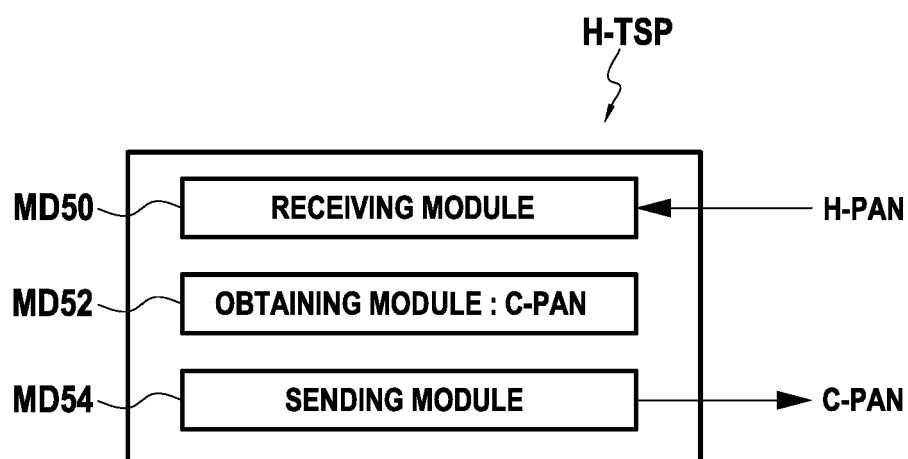 H-TSP
MD50 RECEIVING MODULE H-PAN
MD52 OBTAINING MODULE : C-PAN
MD54 SENDING MODULE C-PAN